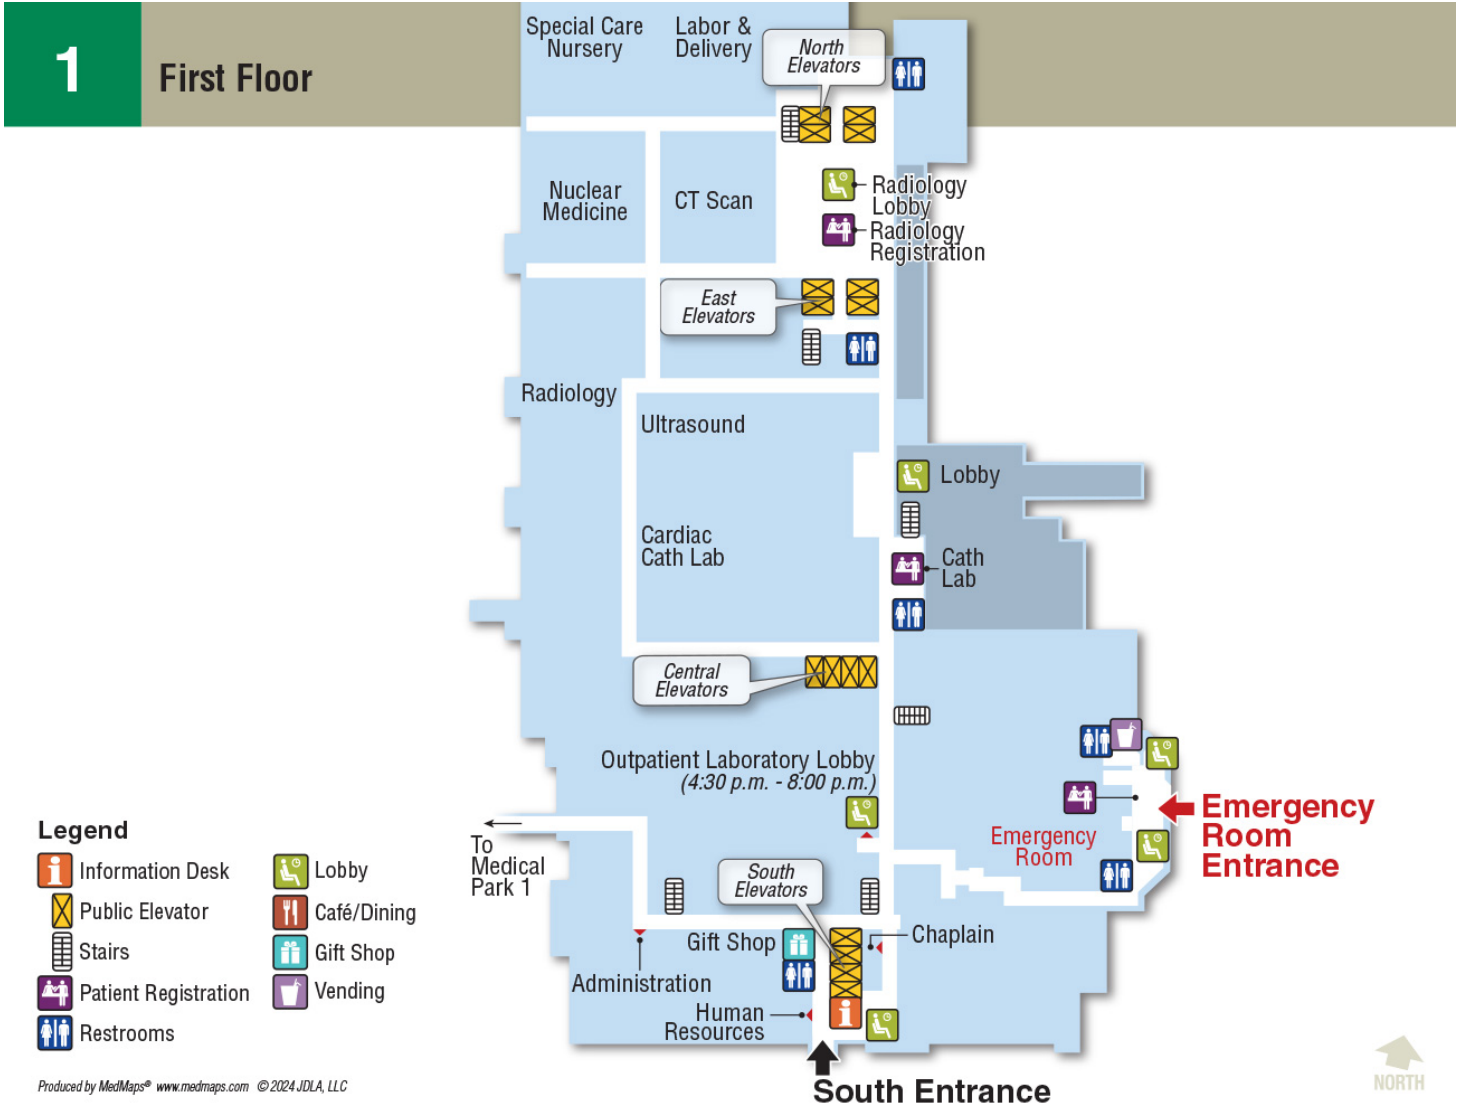 1
First Floor
Special Care
Nursery
Labor &
Delivery
North
Elevators
Nuclear
Medicine
CT Scan
Radiology
Lobby
Radiology
Registration
East
Elevators
Radiology
Ultrasound
Lobby
Cardiac
Cath Lab
Cath
Lab
Central
Elevators
Outpatient Laboratory Lobby
(4:30 p.m. - 8:00 p.m.)
Emergency
Room
Emergency
Room
Entrance
To
Medical
Park 1
South
Elevators
Gift Shop
Chaplain
Administration
Human
Resources
South Entrance
Legend
Information Desk
Public Elevator
Stairs
Patient Registration
Restrooms
Lobby
Café/Dining
Gift Shop
Vending
Produced by MedMaps® www.medmaps.com © 2024 JDLA, LLC
NORTH